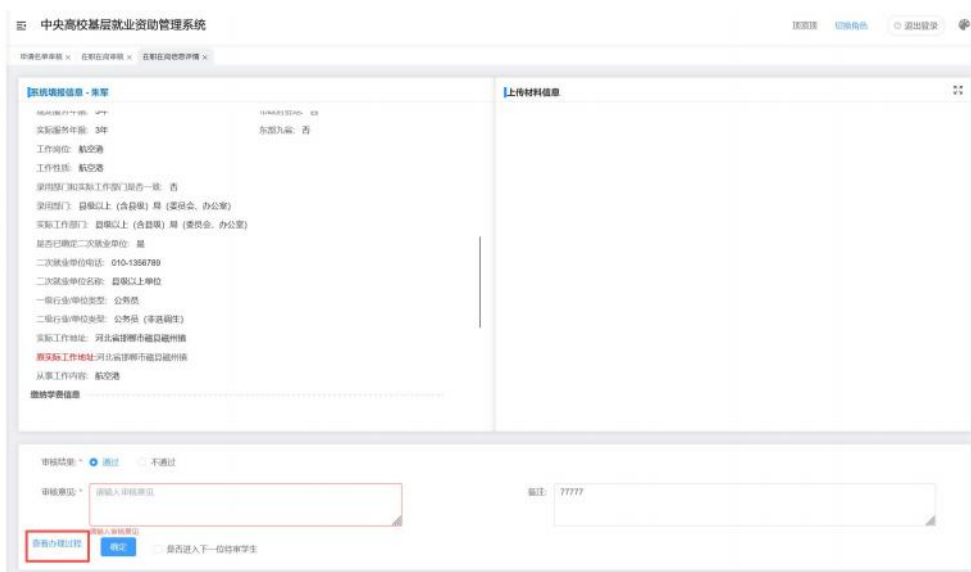 中央高校基层就业资助管理系统
顶顶顶 切换角色 退出登录
申请名单审核 × 在职在岗审核 × 在职在岗信息详情 ×
系统填报信息 - 朱军
上传材料信息
实际服务年限: 3年 东部九省: 否
工作岗位: 航空港
工作性质: 航空港
录用部门和实际工作部门是否一致: 否
录用部门: 县级以上 (含县级) 局 (委员会、办公室)
实际工作部门: 县级以上 (含县级) 局 (委员会、办公室)
是否已确定二次就业单位: 是
二次就业单位电话: 010-1356789
二次就业单位名称: 县级以上单位
一级行业/单位类型: 公务员
二级行业/单位类型: 公务员 (非选调生)
实际工作地址: 河北省邯郸市磁县磁州镇
原实际工作地址:河北省邯郸市磁县磁州镇
从事工作内容: 航空港
缴纳学费信息
审核结果: * 通过 不通过
审核意见: * 请输入审核意见
备注: 77777
请输入审核意见
查看办理过程 确定 是否进入下一位待审学生